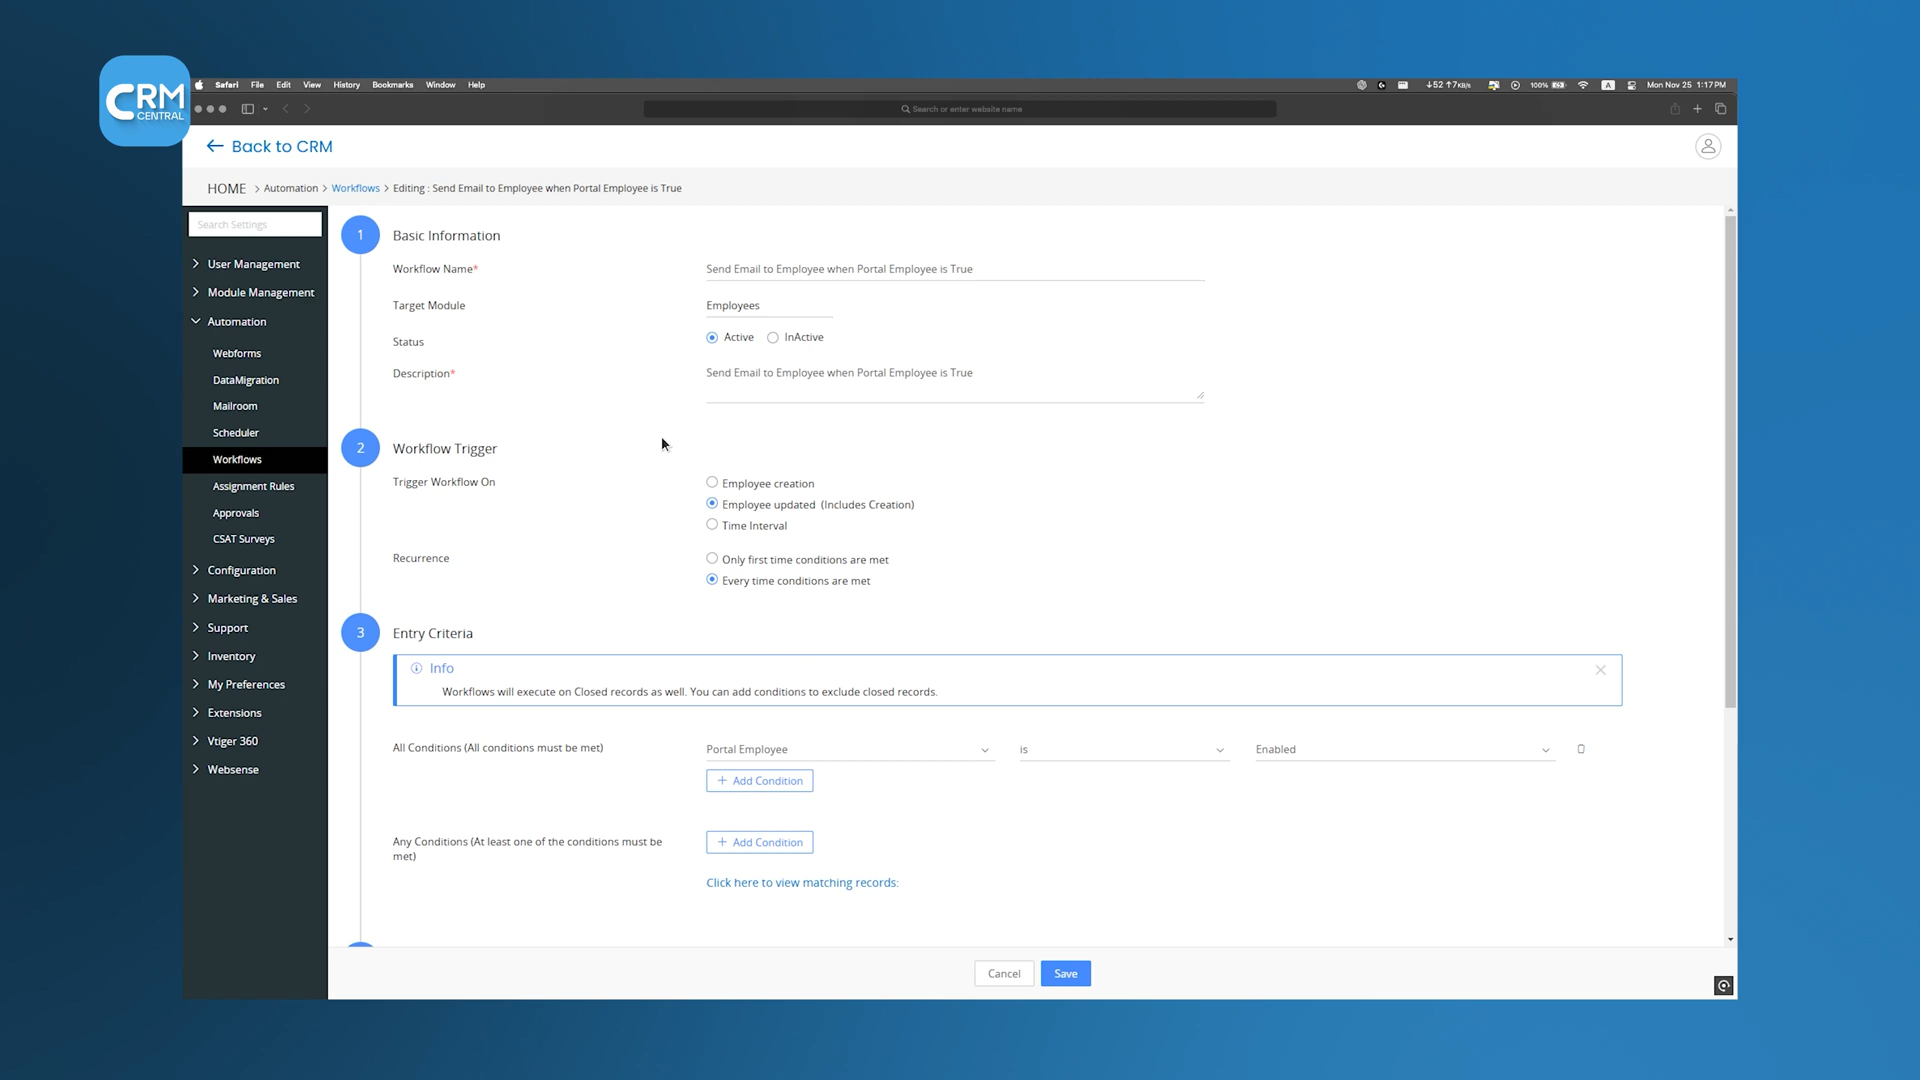 CRM
CENTRAL
Safari File Edit View History Bookmarks Window Help
52 7KB/s 100% A Mon Nov 25 1:17 PM
Search or enter website name
Back to CRM
HOME > Automation > Workflows > Editing : Send Email to Employee when Portal Employee is True
Search Settings
User Management
Module Management
Automation
Webforms
DataMigration
Mailroom
Scheduler
Workflows
Assignment Rules
Approvals
CSAT Surveys
Configuration
Marketing & Sales
Support
Inventory
My Preferences
Extensions
Vtiger 360
Websense
1 Basic Information
Workflow Name* Send Email to Employee when Portal Employee is True
Target Module Employees
Status Active InActive
Description* Send Email to Employee when Portal Employee is True
2 Workflow Trigger
Trigger Workflow On Employee creation
Employee updated (Includes Creation)
Time Interval
Recurrence Only first time conditions are met
Every time conditions are met
3 Entry Criteria
Info
Workflows will execute on Closed records as well. You can add conditions to exclude closed records.
All Conditions (All conditions must be met) Portal Employee is Enabled
+ Add Condition
Any Conditions (At least one of the conditions must be
met)
+ Add Condition
Click here to view matching records:
Cancel Save